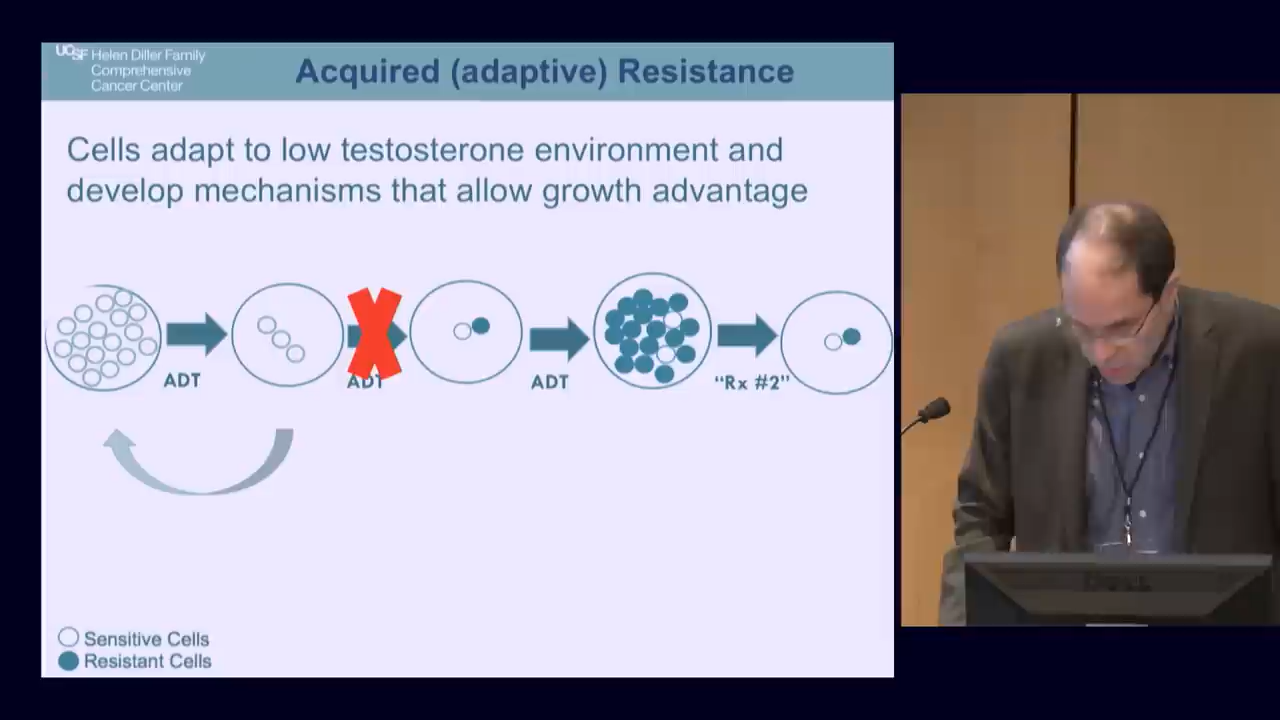 UCSF Helen Diller Family
Comprehensive
Cancer Center
Acquired (adaptive) Resistance
Cells adapt to low testosterone environment and
develop mechanisms that allow growth advantage
ADT
ADT
ADT
“Rx #2”
Sensitive Cells
Resistant Cells